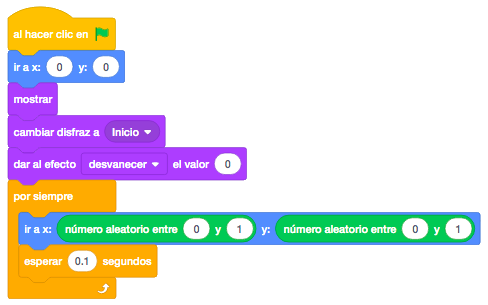 al hacer clic en
ir a x: 0 y: 0
mostrar
cambiar disfraz a Inicio
dar al efecto desvanecer el valor 0
por siempre
ir a x: número aleatorio entre 0 y 1 y: número aleatorio entre 0 y 1
esperar 0.1 segundos